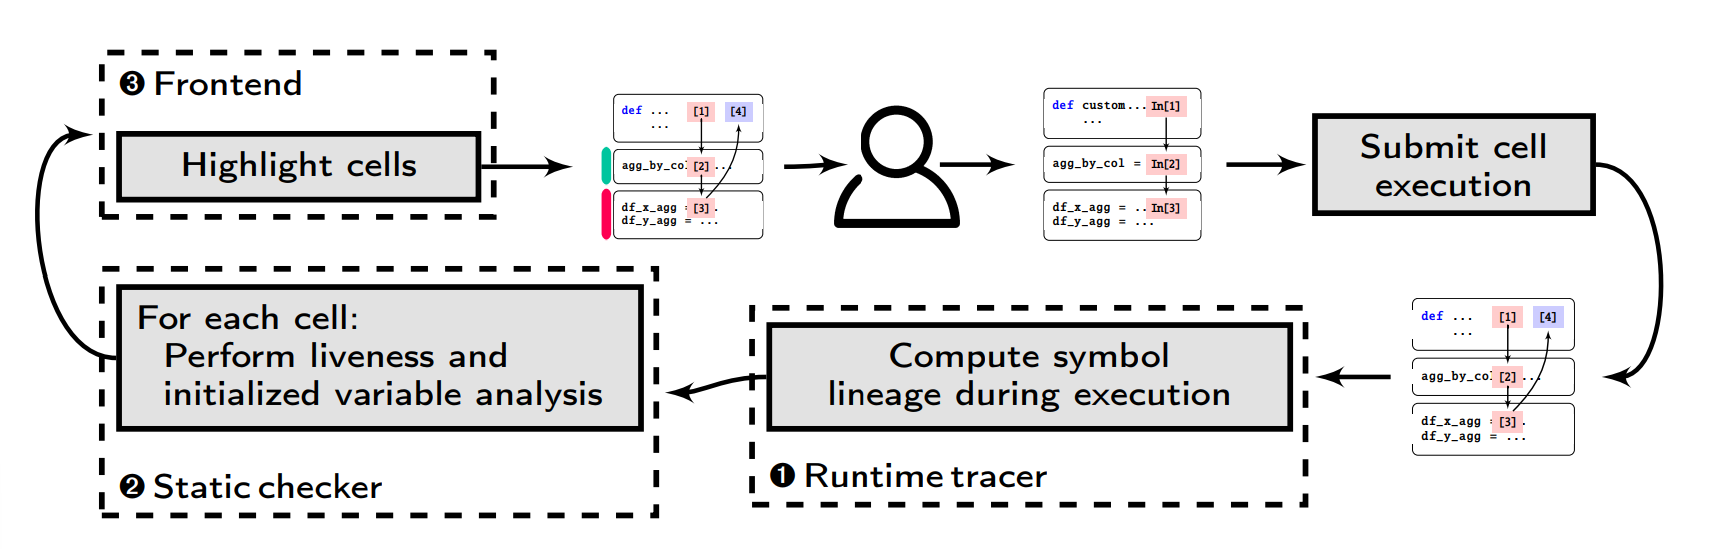 ❸ Frontend
Highlight cells
def ... [1] [4]
...
agg_by_col [2] ...
df_x_agg = [3] .
df_y_agg = ...
def custom... In[1]
...
agg_by_col = In[2]
df_x_agg = .. In[3]
df_y_agg = ...
Submit cell
execution
def ... [1] [4]
...
agg_by_col [2] ...
df_x_agg = [3] .
df_y_agg = ...
Compute symbol
lineage during execution
❶ Runtime tracer
For each cell:
Perform liveness and
initialized variable analysis
❷ Static checker